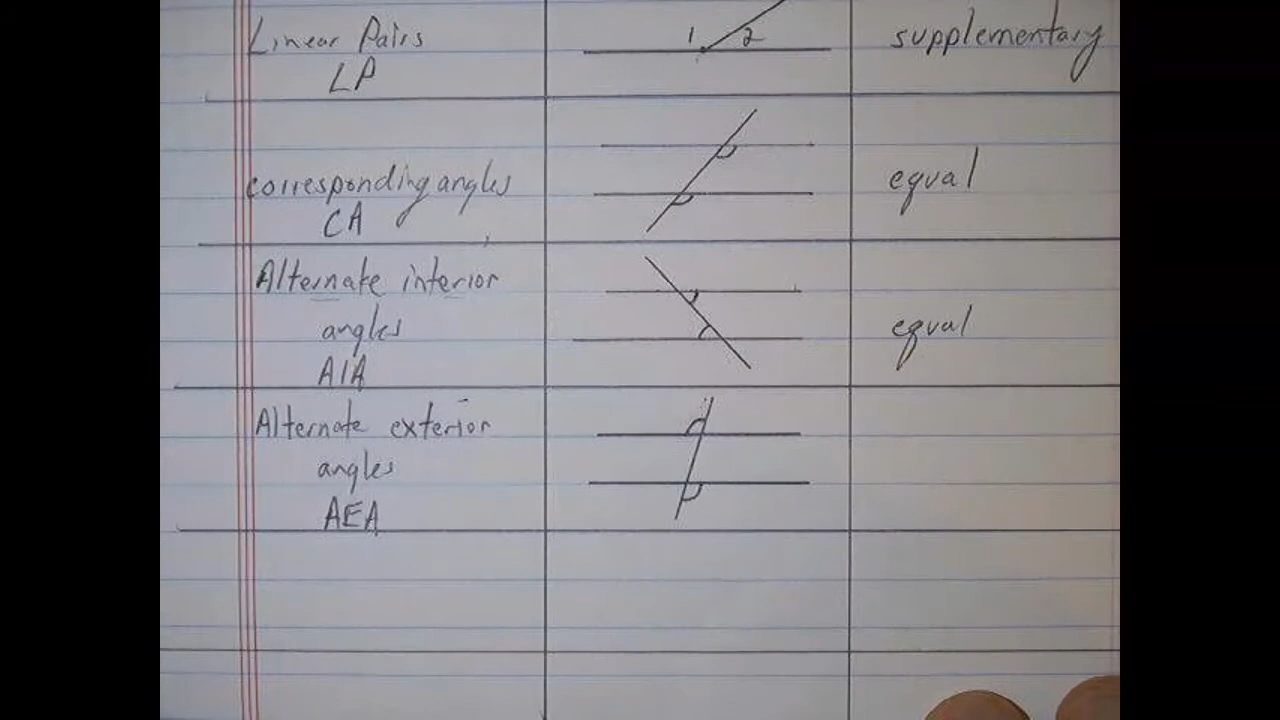 Linear Pairs
LP
1 2
supplementary
corresponding angles
CA
equal
Alternate interior
angles
AIA
equal
Alternate exterior
angles
AEA